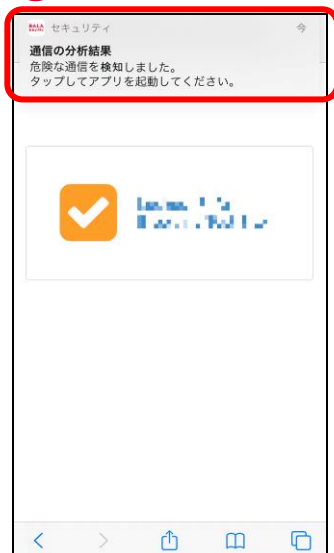 セキュリティ
今
通信の分析結果
危険な通信を検知しました。
タップしてアプリを起動してください。